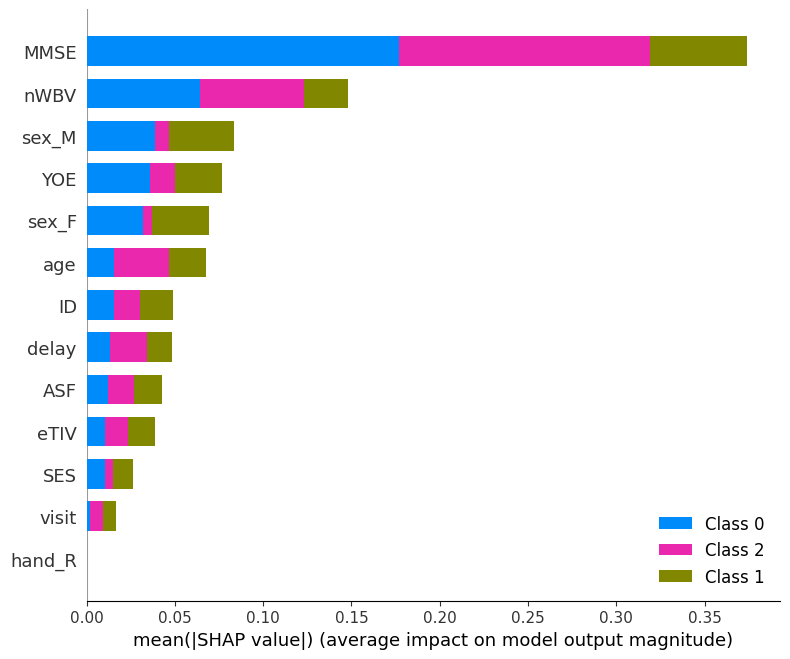 MMSE
nWBV
sex_M
YOE
sex_F
age
ID
delay
ASF
eTIV
SES
visit
hand_R
Class 0
Class 2
Class 1
0.00 0.05 0.10 0.15 0.20 0.25 0.30 0.35
mean(|SHAP value|) (average impact on model output magnitude)